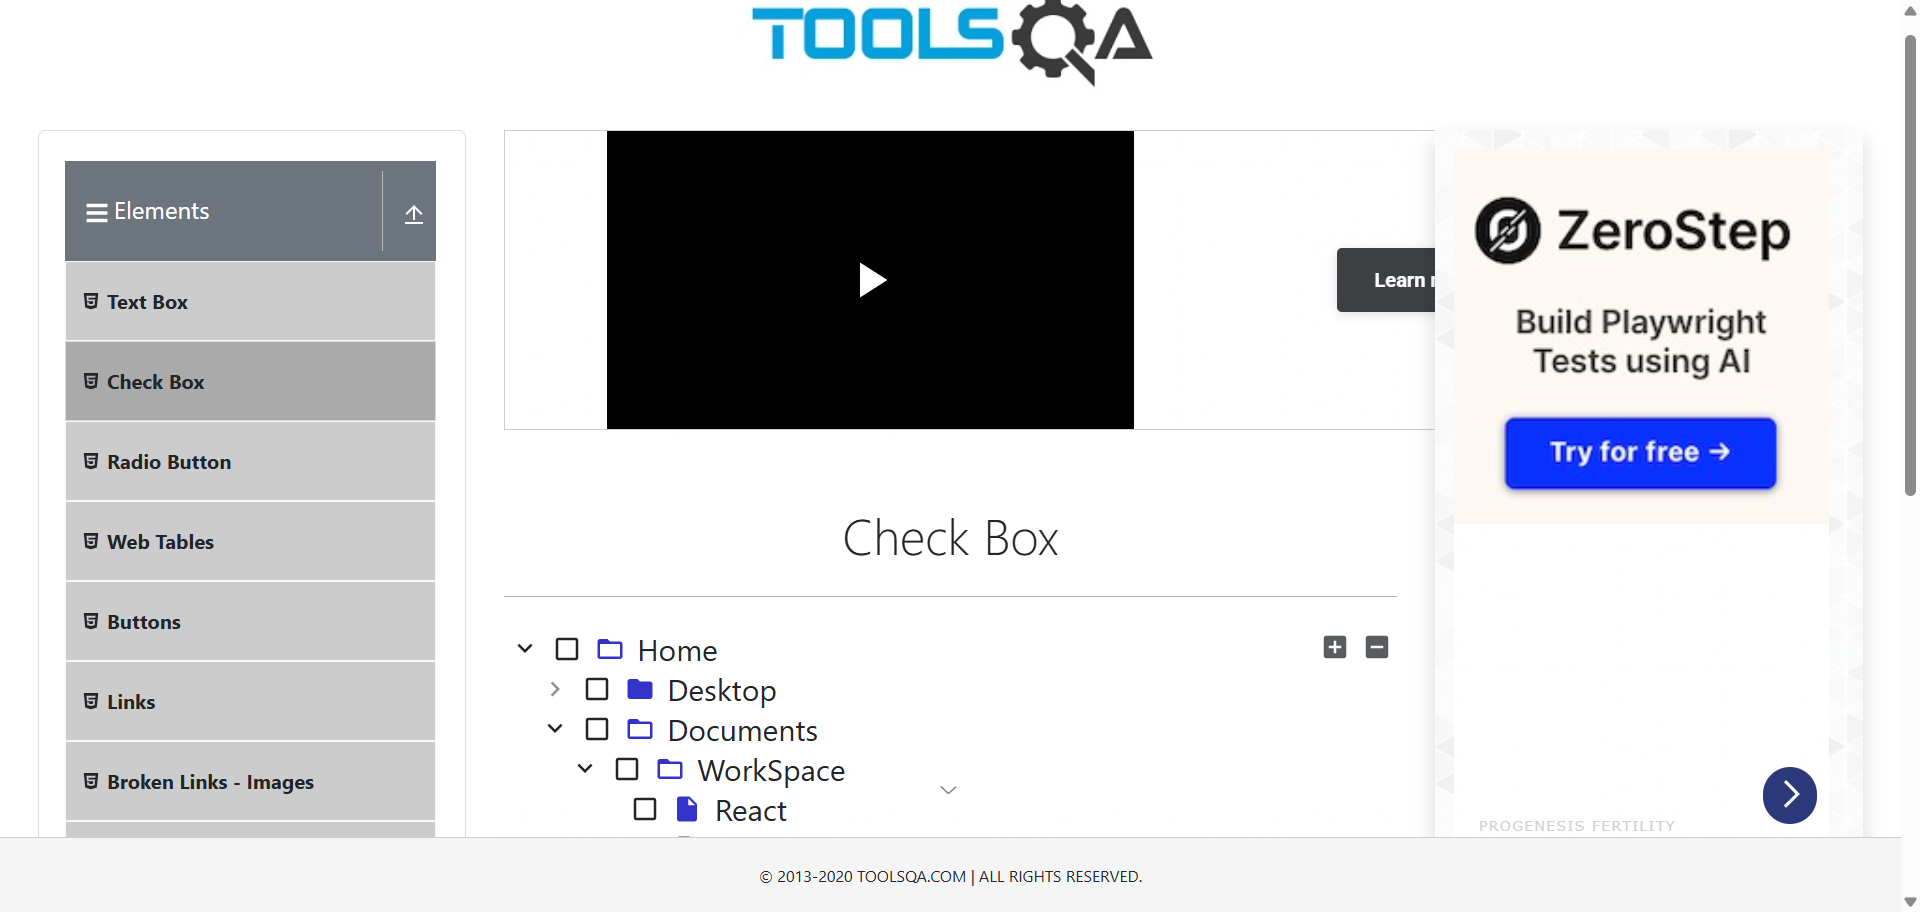 TOOLSQA
Elements
Text Box
Check Box
Radio Button
Web Tables
Buttons
Links
Broken Links - Images
Learn
Check Box
Home
Desktop
Documents
WorkSpace
React
ZeroStep
Build Playwright
Tests using AI
Try for free →
PROGENESIS FERTILITY
© 2013-2020 TOOLSQA.COM | ALL RIGHTS RESERVED.